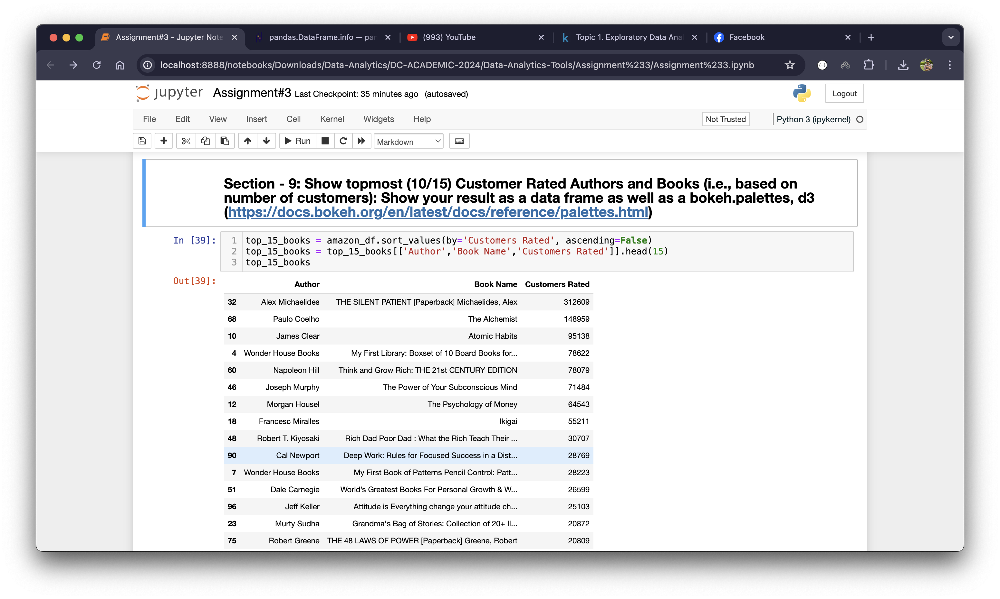 Assignment#3 - Jupyter Note
pandas.DataFrame.info — pan
(993) YouTube
Topic 1. Exploratory Data Anal
Facebook
localhost:8888/notebooks/Downloads/Data-Analytics/DC-ACADEMIC-2024/Data-Analytics-Tools/Assignment%233/Assignment%233.ipynb
jupyter Assignment#3 Last Checkpoint: 35 minutes ago (autosaved)
Logout
File Edit View Insert Cell Kernel Widgets Help
Not Trusted
Python 3 (ipykernel)
Run
Markdown
Section - 9: Show topmost (10/15) Customer Rated Authors and Books (i.e., based on
number of customers): Show your result as a data frame as well as a bokeh.palettes, d3
(https://docs.bokeh.org/en/latest/docs/reference/palettes.html)
In [39]:
1 top_15_books = amazon_df.sort_values(by='Customers Rated', ascending=False)
2 top_15_books = top_15_books[['Author','Book Name','Customers Rated']].head(15)
3 top_15_books
Out[39]:
Author Book Name Customers Rated
32 Alex Michaelides THE SILENT PATIENT [Paperback] Michaelides, Alex 312609
68 Paulo Coelho The Alchemist 148959
10 James Clear Atomic Habits 95138
4 Wonder House Books My First Library: Boxset of 10 Board Books for... 78622
60 Napoleon Hill Think and Grow Rich: THE 21st CENTURY EDITION 78079
46 Joseph Murphy The Power of Your Subconscious Mind 71484
12 Morgan Housel The Psychology of Money 64543
18 Francesc Miralles Ikigai 55211
48 Robert T. Kiyosaki Rich Dad Poor Dad : What the Rich Teach Their ... 30707
90 Cal Newport Deep Work: Rules for Focused Success in a Dist... 28769
7 Wonder House Books My First Book of Patterns Pencil Control: Patt... 28223
51 Dale Carnegie World’s Greatest Books For Personal Growth & W... 26599
96 Jeff Keller Attitude is Everything change your attitude ch... 25103
23 Murty Sudha Grandma's Bag of Stories: Collection of 20+ Il... 20872
75 Robert Greene THE 48 LAWS OF POWER [Paperback] Greene, Robert 20809